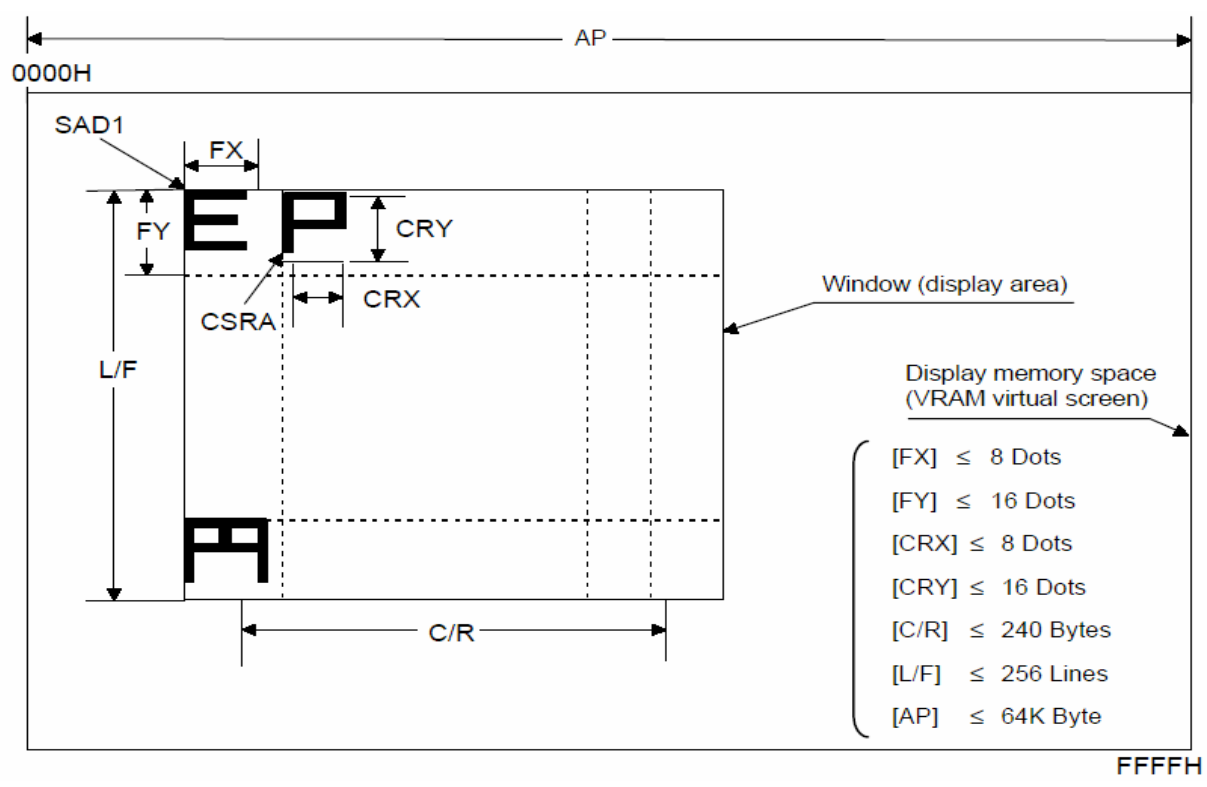 AP
0000H
SAD1
FX
FY
E P
CRY
CRX
CSRA
Window (display area)
L/F
Display memory space
(VRAM virtual screen)
[FX] ≤ 8 Dots
[FY] ≤ 16 Dots
[CRX] ≤ 8 Dots
[CRY] ≤ 16 Dots
A
[C/R] ≤ 240 Bytes
C/R
[L/F] ≤ 256 Lines
[AP] ≤ 64K Byte
FFFFH